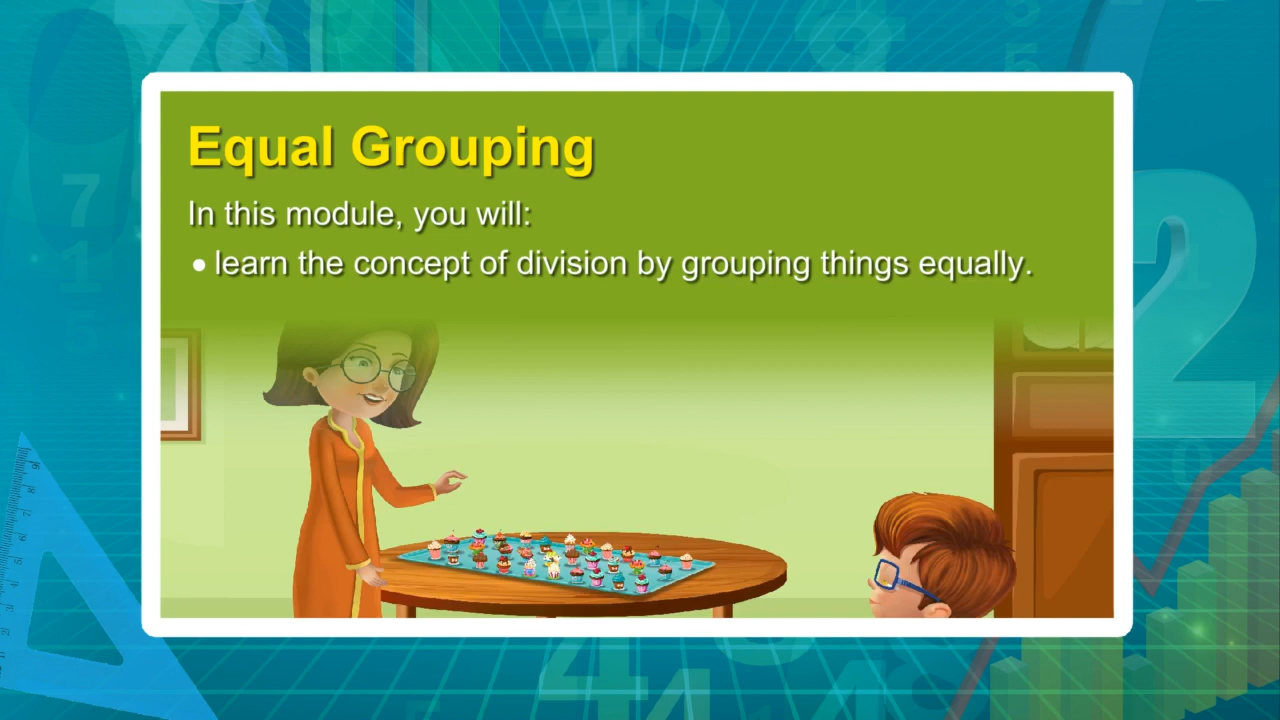 Equal Grouping
In this module, you will:
• learn the concept of division by grouping things equally.